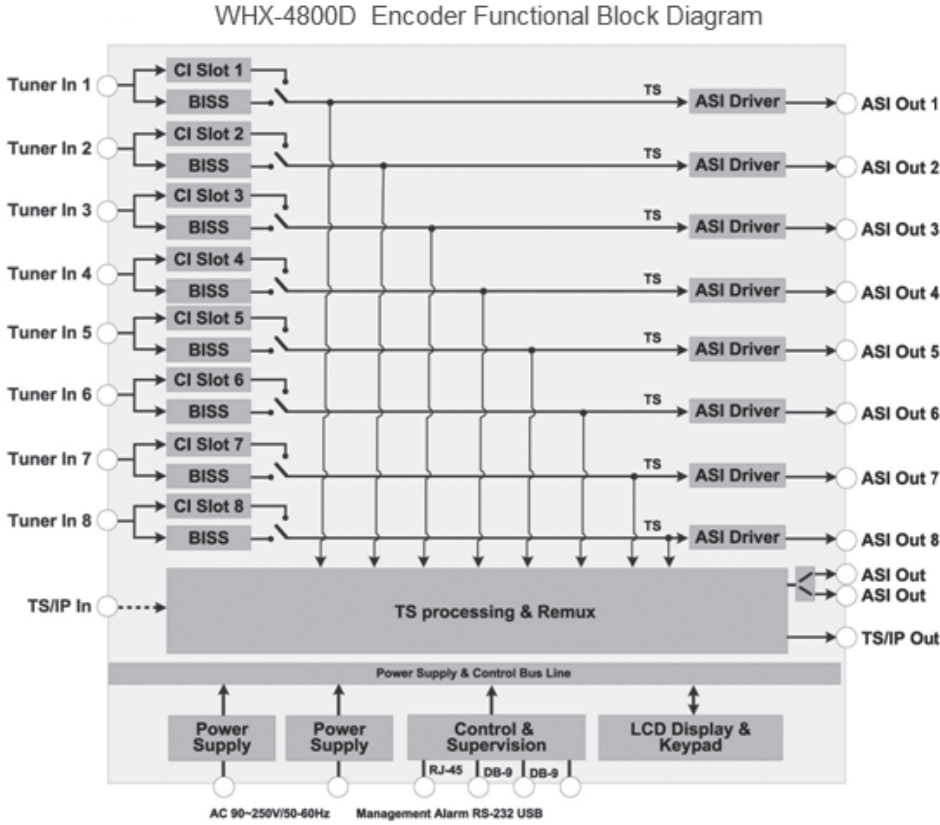 WHX-4800D Encoder Functional Block Diagram
Tuner In 1
CI Slot 1
BISS
TS
ASI Driver
ASI Out 1
Tuner In 2
CI Slot 2
BISS
TS
ASI Driver
ASI Out 2
Tuner In 3
CI Slot 3
BISS
TS
ASI Driver
ASI Out 3
Tuner In 4
CI Slot 4
BISS
TS
ASI Driver
ASI Out 4
Tuner In 5
CI Slot 5
BISS
TS
ASI Driver
ASI Out 5
Tuner In 6
CI Slot 6
BISS
TS
ASI Driver
ASI Out 6
Tuner In 7
CI Slot 7
BISS
TS
ASI Driver
ASI Out 7
Tuner In 8
CI Slot 8
BISS
TS
ASI Driver
ASI Out 8
TS/IP In
TS processing & Remux
ASI Out
ASI Out
TS/IP Out
Power Supply & Control Bus Line
Power
Supply
Power
Supply
Control &
Supervision
LCD Display &
Keypad
RJ-45
DB-9
DB-9
AC 90~250V/50-60Hz
Management Alarm RS-232 USB